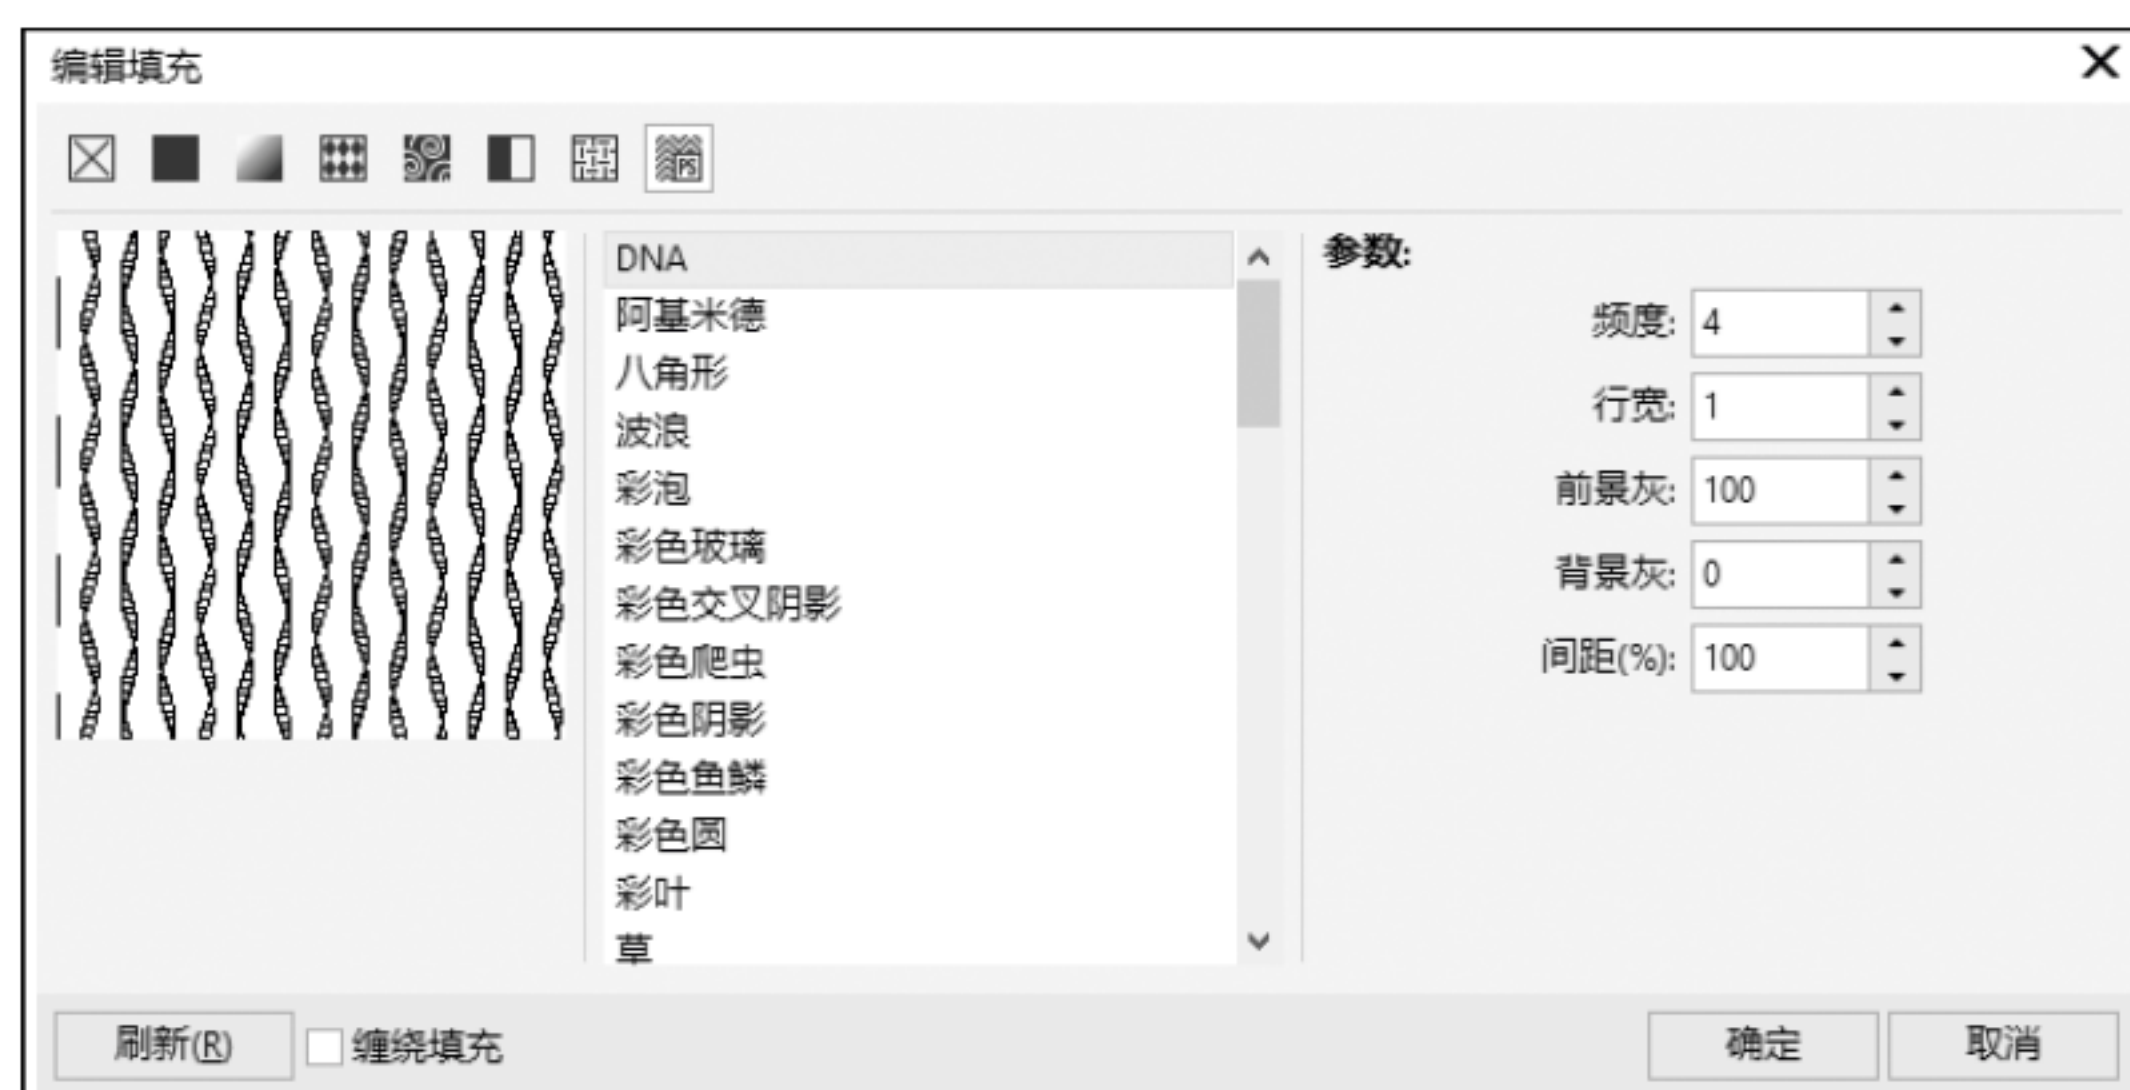 编辑填充
PS
DNA
阿基米德
八角形
波浪
彩泡
彩色玻璃
彩色交叉阴影
彩色爬虫
彩色阴影
彩色鱼鳞
彩色圆
彩叶
草
参数:
频度: 4
行宽: 1
前景灰: 100
背景灰: 0
间距(%): 100
刷新(R)
缠绕填充
确定
取消